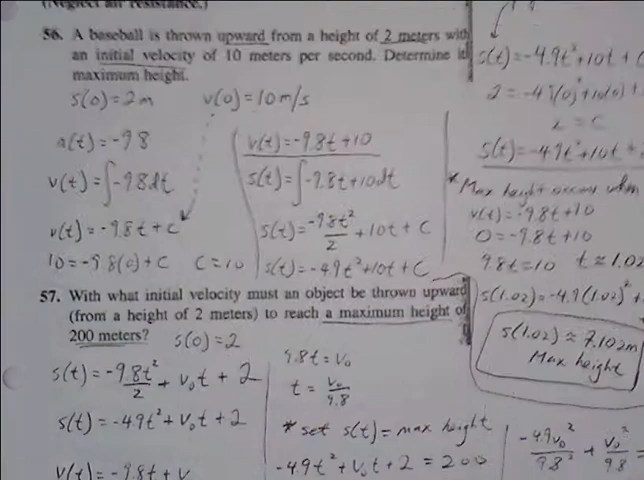 (Neglect air resistance.)
56. A baseball is thrown upward from a height of 2 meters with
an initial velocity of 10 meters per second. Determine its
maximum height.
s(0)=2m v(0)=10m/s
a(t)=-9.8
v(t)=∫-9.8dt
v(t)=-9.8t+C
10=-9.8(0)+C C=10
v(t)=-9.8t+10
s(t)=∫-9.8t+10dt
s(t)=-9.8t²/2+10t+C
s(t)=-4.9t²+10t+C
s(t)=-4.9t²+10t+C
2=-4.9(0)²+10(0)+
2=C
s(t)=-4.9t²+10t+
*Max height occurs when
v(t)=-9.8t+10
0=-9.8t+10
9.8t=10 t≈1.02
s(1.02)=-4.9(1.02)²+
s(1.02)≈7.102m
Max height
57. With what initial velocity must an object be thrown upward
(from a height of 2 meters) to reach a maximum height of
200 meters? s(0)=2
s(t)=-9.8t²/2+v₀t+2
s(t)=-4.9t²+v₀t+2
v(t)=-9.8t+v
9.8t=v₀
t=v₀/9.8
*set s(t)=max height
-4.9t²+v₀t+2=200
-4.9v₀²/9.8²+v₀²/9.8=